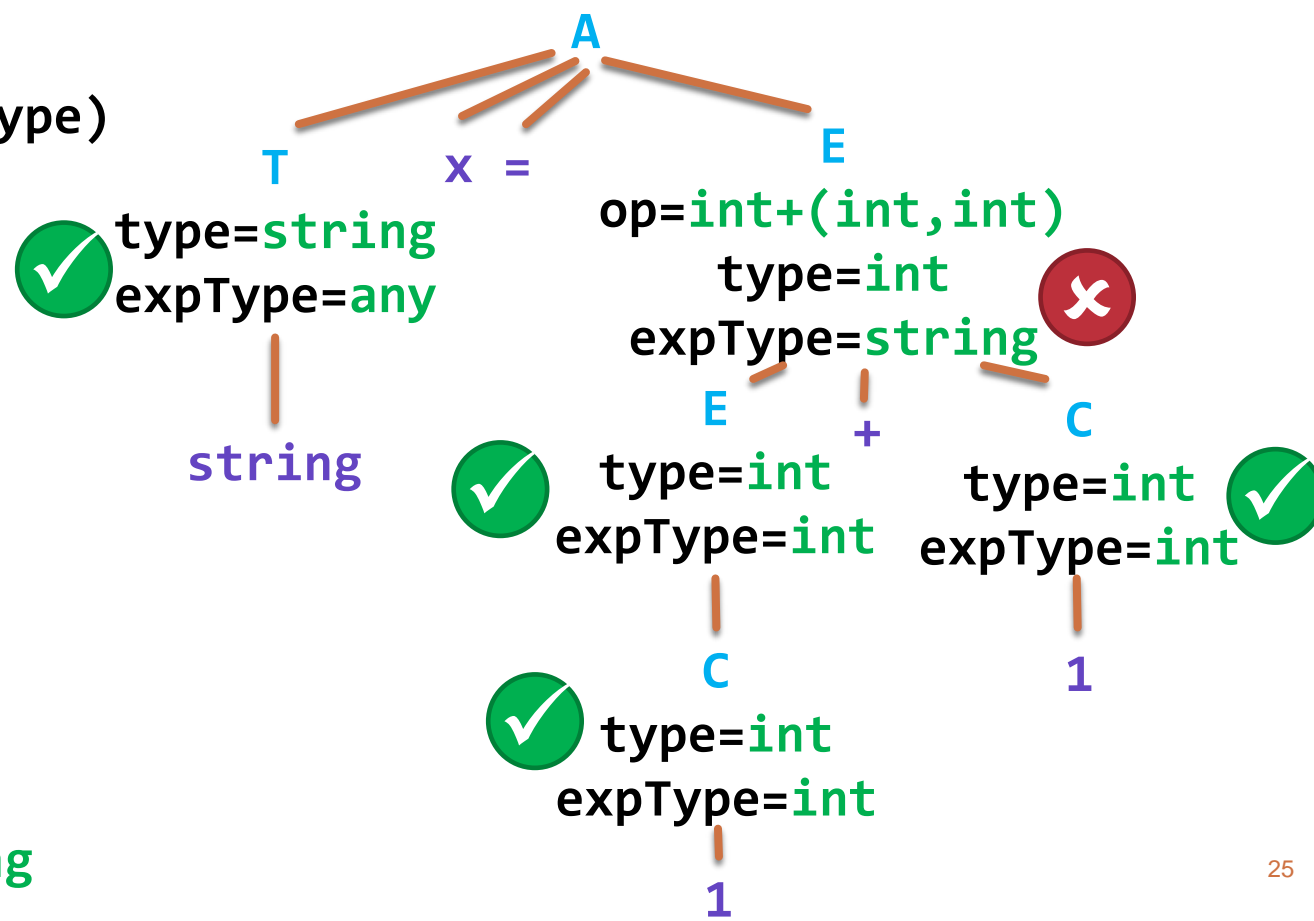 A
ype)
T x = E
type=string
expType=any
op=int+(int,int)
type=int
expType=string
string
E + C
type=int
expType=int
type=int
expType=int
C
type=int
expType=int
1
1
g
25